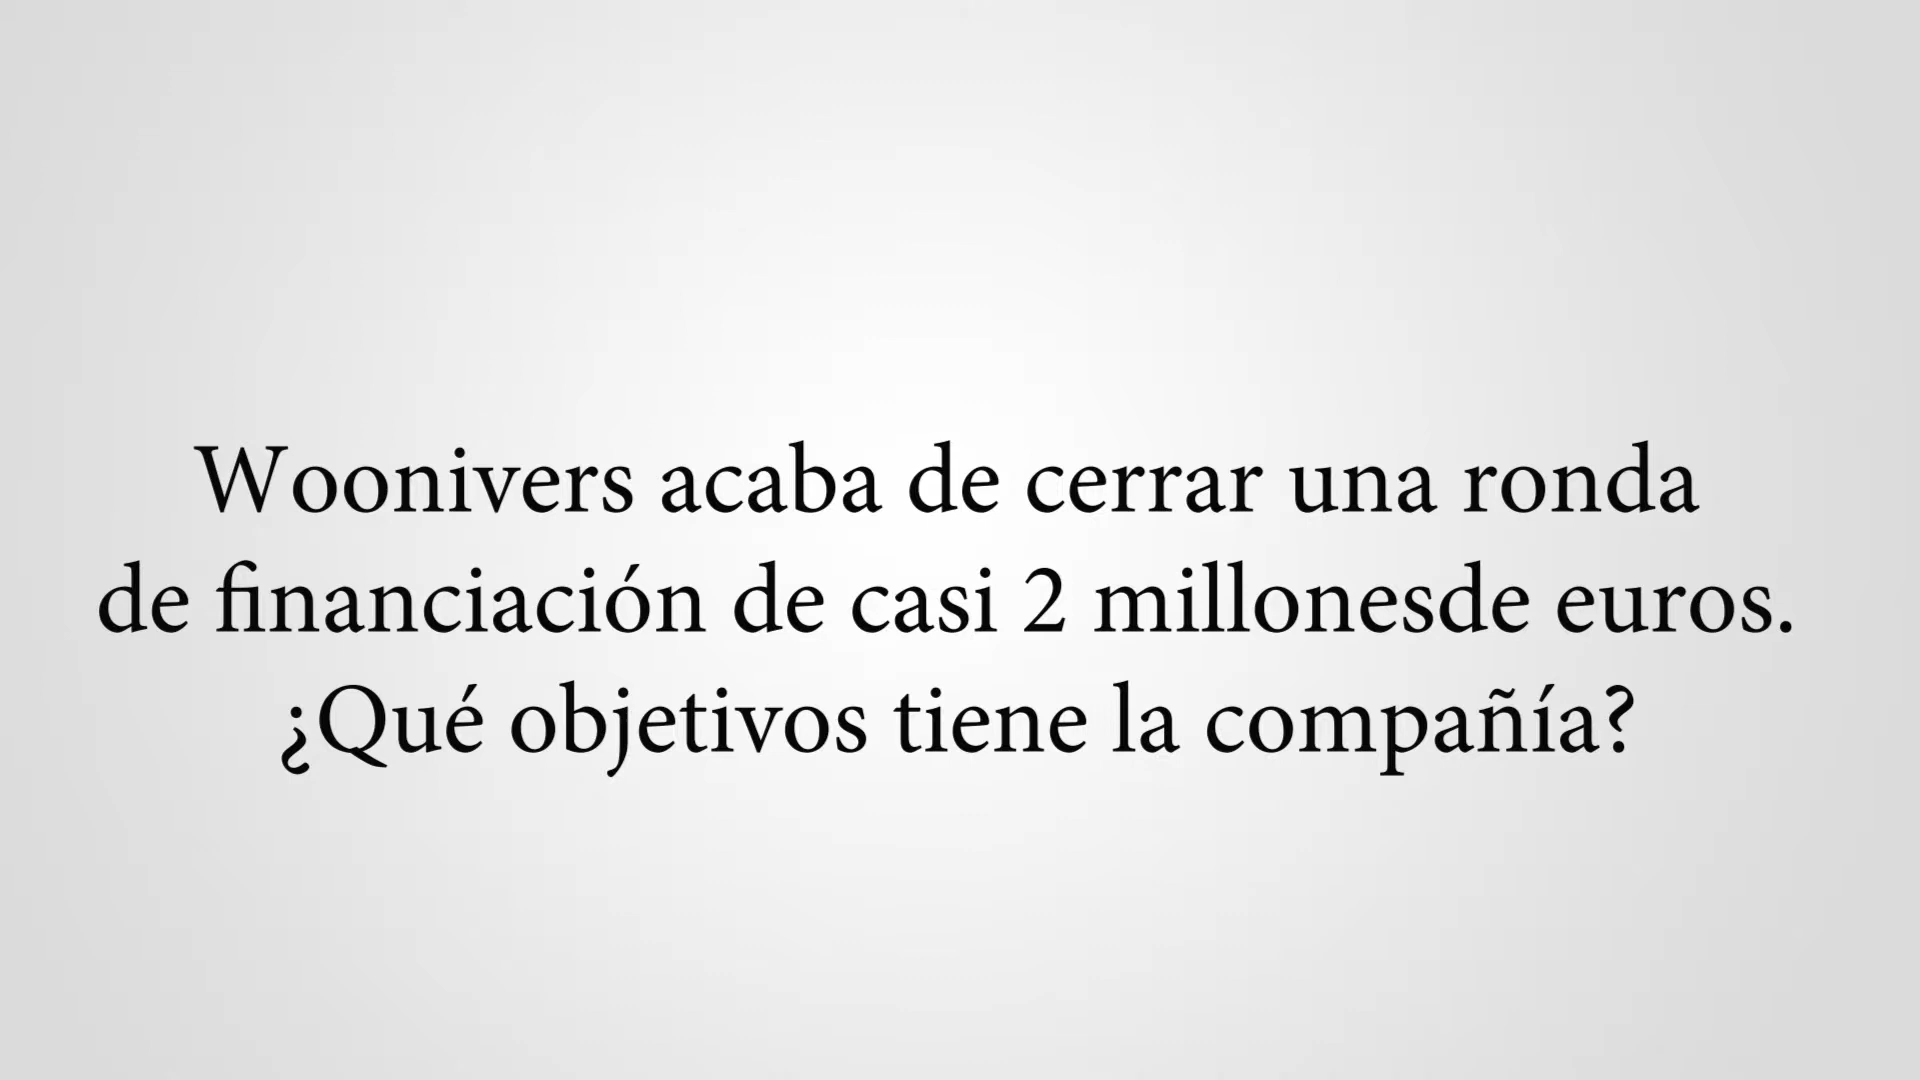 Woonivers acaba de cerrar una ronda
de financiación de casi 2 millonesde euros.
¿Qué objetivos tiene la compañía?